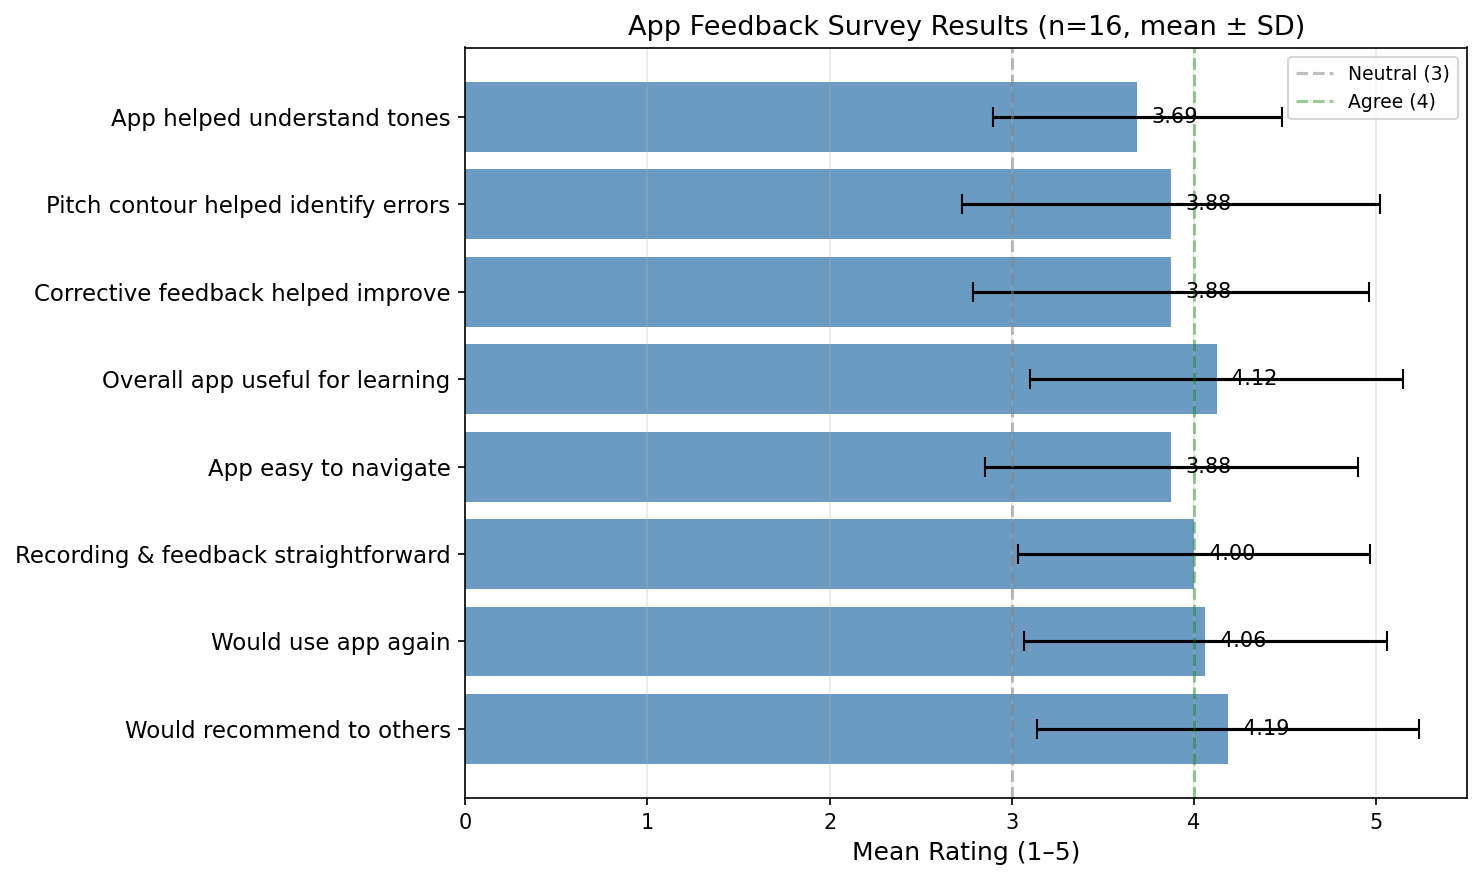 App Feedback Survey Results (n=16, mean ± SD)
Neutral (3)
Agree (4)
App helped understand tones
3.69
Pitch contour helped identify errors
3.88
Corrective feedback helped improve
3.88
Overall app useful for learning
4.12
App easy to navigate
3.88
Recording & feedback straightforward
4.00
Would use app again
4.06
Would recommend to others
4.19
0 1 2 3 4 5
Mean Rating (1–5)